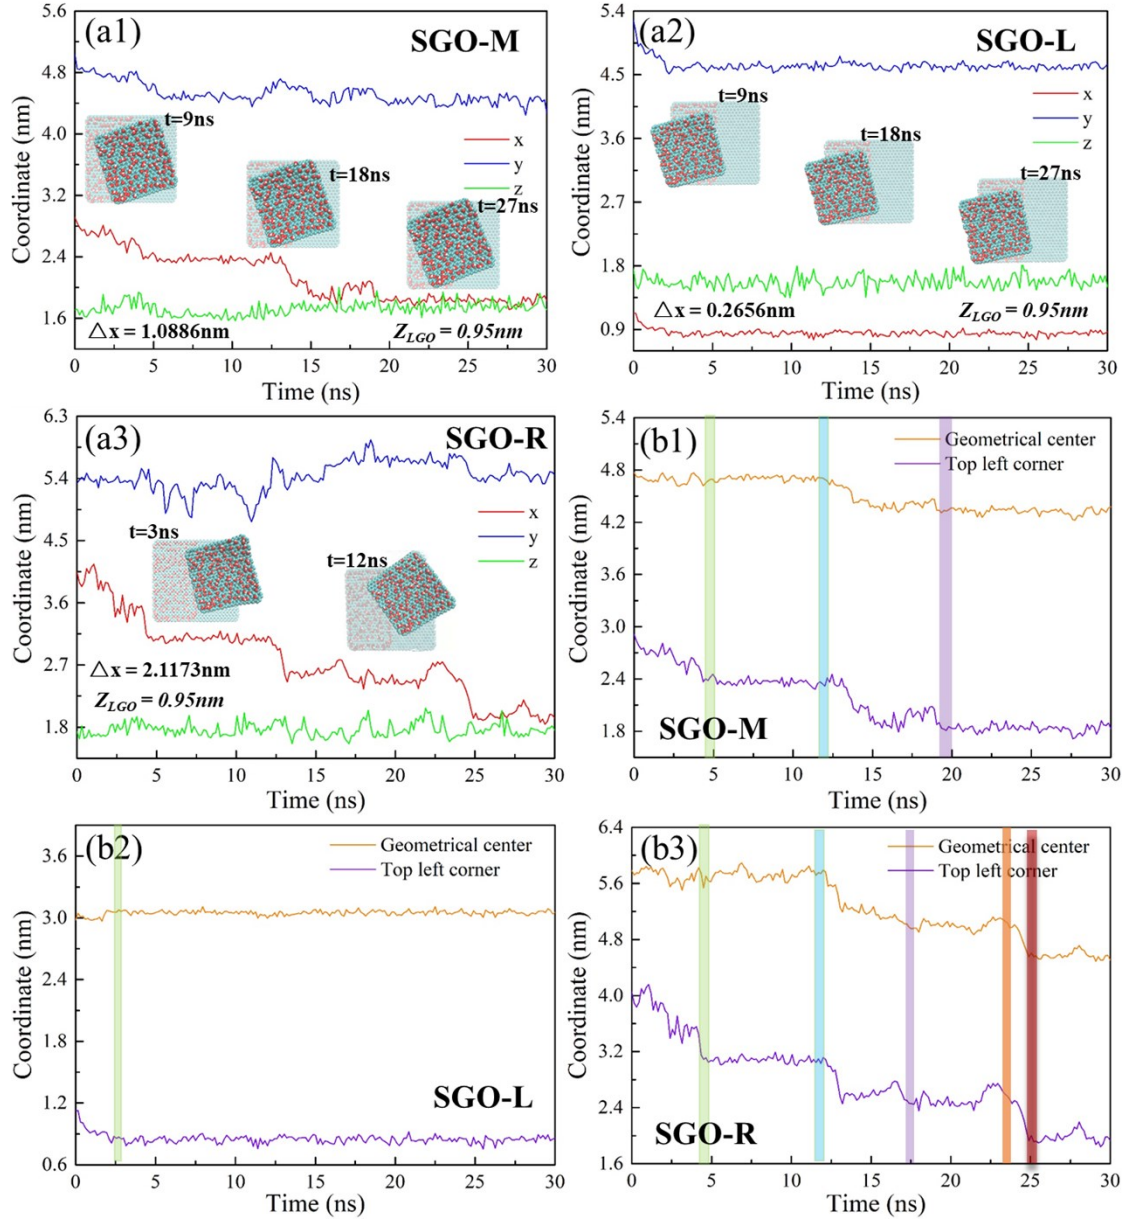 (a1)
SGO-M
5.6
4.8
4.0
3.2
2.4
1.6
Coordinate (nm)
t=9ns
t=18ns
t=27ns
x
y
z
△x = 1.0886nm
Z_LGO = 0.95nm
0 5 10 15 20 25 30
Time (ns)
(a2)
SGO-L
5.4
4.5
3.6
2.7
1.8
0.9
Coordinate (nm)
t=9ns
t=18ns
t=27ns
x
y
z
△x = 0.2656nm
Z_LGO = 0.95nm
0 5 10 15 20 25 30
Time (ns)
(a3)
SGO-R
6.3
5.4
4.5
3.6
2.7
1.8
Coordinate (nm)
t=3ns
t=12ns
x
y
z
△x = 2.1173nm
Z_LGO = 0.95nm
0 5 10 15 20 25 30
Time (ns)
(b1)
5.4
4.8
4.2
3.6
3.0
2.4
1.8
Coordinate (nm)
Geometrical center
Top left corner
SGO-M
0 5 10 15 20 25 30
Time (ns)
(b2)
3.6
3.0
2.4
1.8
1.2
0.6
Coordinate (nm)
Geometrical center
Top left corner
SGO-L
0 5 10 15 20 25 30
Time (ns)
(b3)
6.4
5.6
4.8
4.0
3.2
2.4
1.6
Coordinate (nm)
Geometrical center
Top left corner
SGO-R
0 5 10 15 20 25 30
Time (ns)